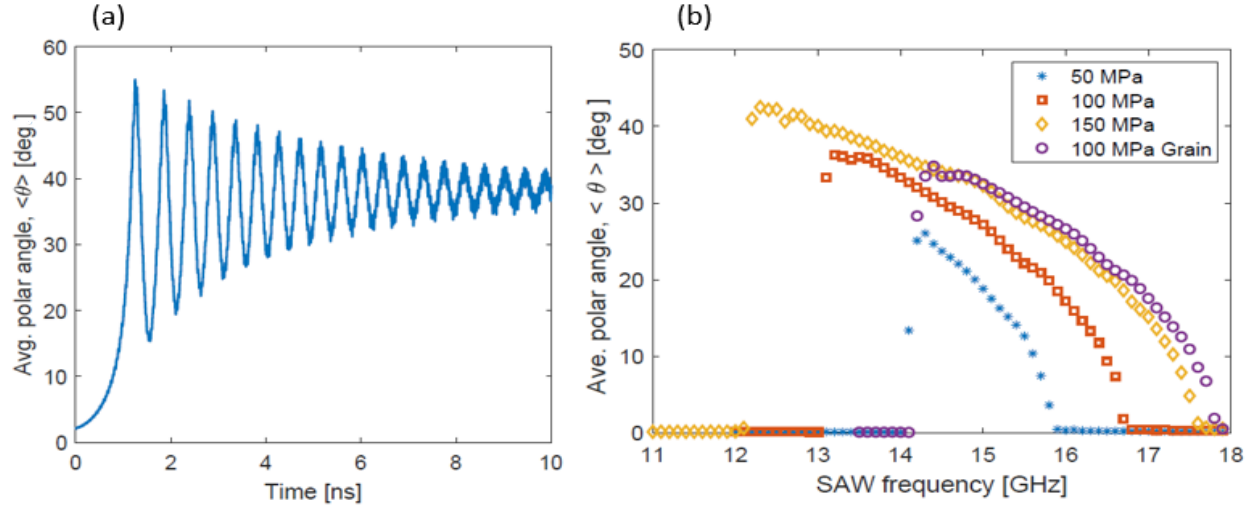 (a)
Avg. polar angle, <θ> [deg.]
60
50
40
30
20
10
0
0 2 4 6 8 10
Time [ns]
(b)
Ave. polar angle, < θ > [deg]
50
40
30
20
10
0
11 12 13 14 15 16 17 18
SAW frequency [GHz]
50 MPa
100 MPa
150 MPa
100 MPa Grain